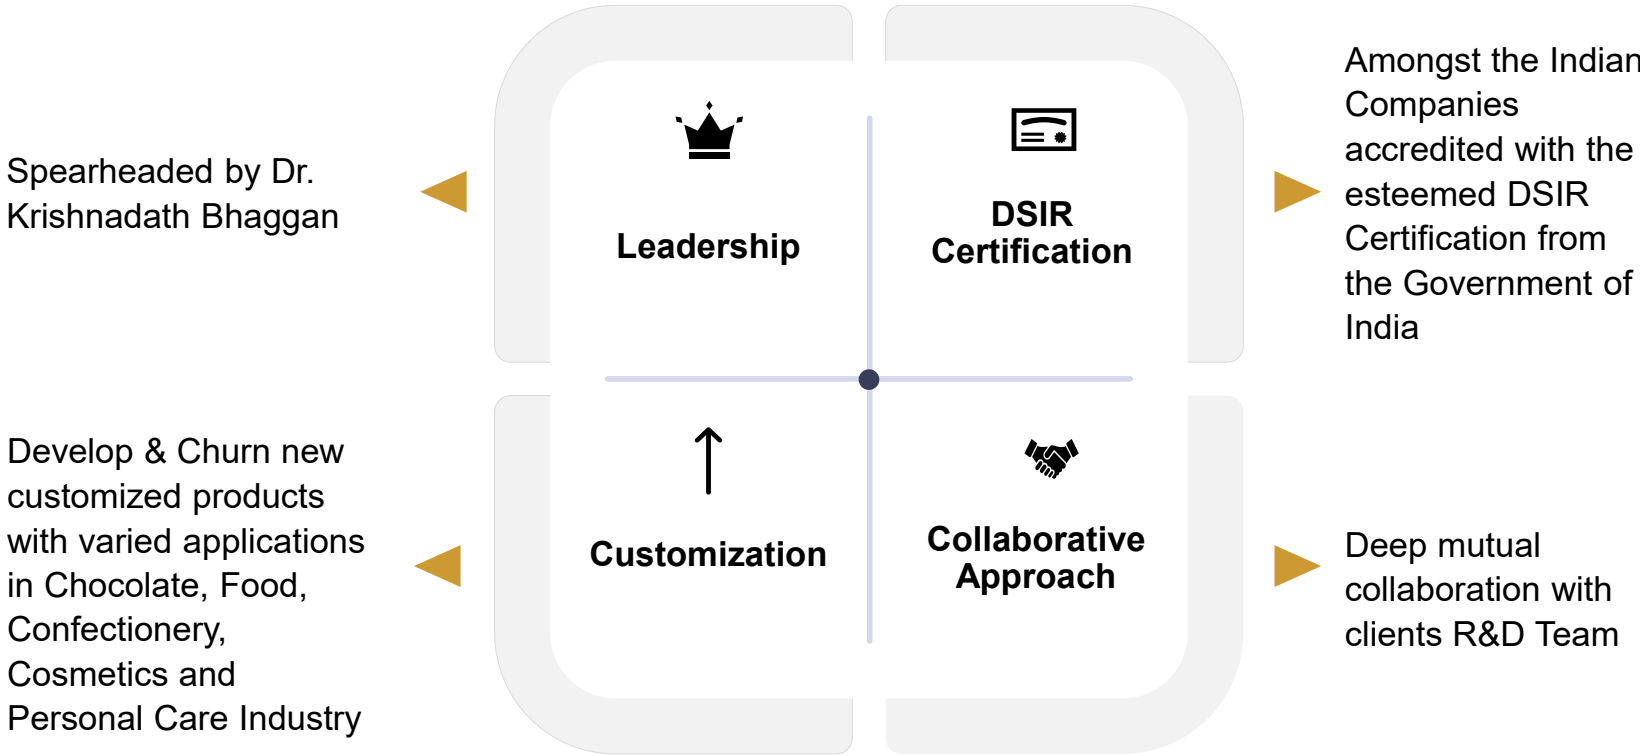 Spearheaded by Dr.
Krishnadath Bhaggan
Leadership
DSIR
Certification
Amongst the Indian
Companies
accredited with the
esteemed DSIR
Certification from
the Government of
India
Develop & Churn new
customized products
with varied applications
in Chocolate, Food,
Confectionery,
Cosmetics and
Personal Care Industry
Customization
Collaborative
Approach
Deep mutual
collaboration with
clients R&D Team